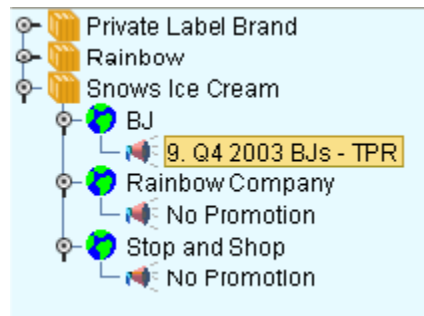 Private Label Brand
Rainbow
Snows Ice Cream
BJ
9. Q4 2003 BJs - TPR
Rainbow Company
No Promotion
Stop and Shop
No Promotion